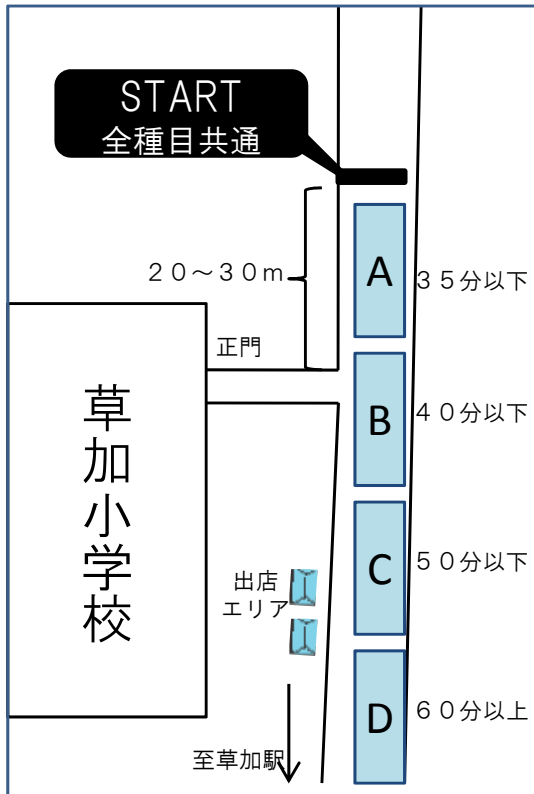 START
全種目共通
２０～３０ｍ
A
３５分以下
正門
B
４０分以下
草加小学校
C
５０分以下
出店
エリア
D
６０分以上
至草加駅